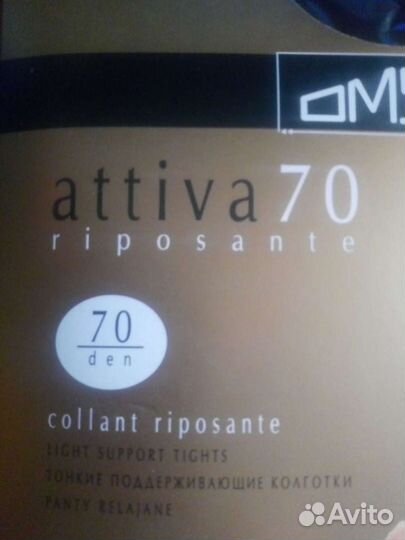 OMS
attiva 70
riposante
70
den
collant riposante
LIGHT SUPPORT TIGHTS
ТОНКИЕ ПОДДЕРЖИВАЮЩИЕ КОЛГОТКИ
PANTY RELAJANE
Avito